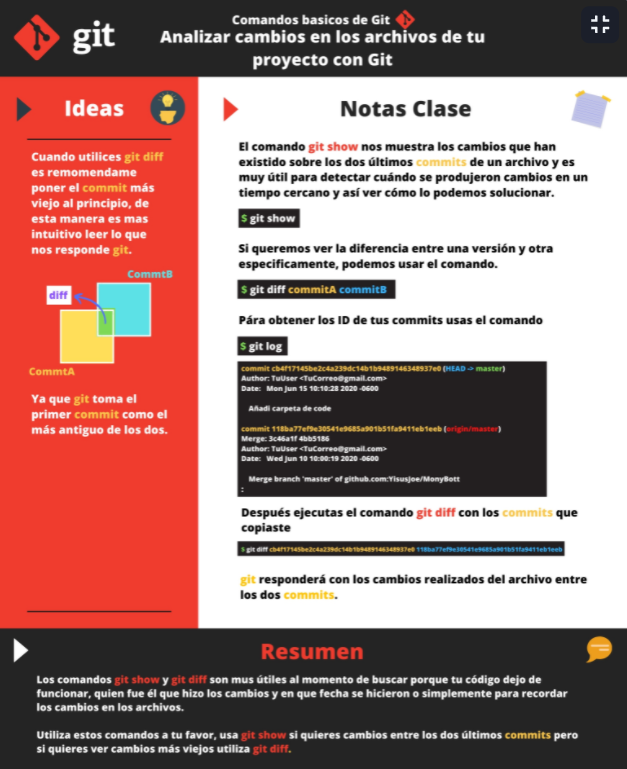 git
Comandos basicos de Git
Analizar cambios en los archivos de tu
proyecto con Git
Ideas
Cuando utilices git diff
es remomendame
poner el commit más
viejo al principio, de
esta manera es mas
intuitivo leer lo que
nos responde git.
CommtB
diff
CommtA
Ya que git toma el
primer commit como el
más antiguo de los dos.
Notas Clase
El comando git show nos muestra los cambios que han
existido sobre los dos últimos commits de un archivo y es
muy útil para detectar cuándo se produjeron cambios en un
tiempo cercano y así ver cómo lo podemos solucionar.
$ git show
Si queremos ver la diferencia entre una versión y otra
especificamente, podemos usar el comando.
$ git diff commitA commitB
Pára obtener los ID de tus commits usas el comando
$ git log
commit cb4f17145be2c4a239dc14b1b9489146348937e0 (HEAD -> master)
Author: TuUser <TuCorreo@gmail.com>
Date: Mon Jun 15 10:10:28 2020 -0600
Añadi carpeta de code
commit 118ba77ef9e30541e9685a901b51fa9411eb1eeb (origin/master)
Merge: 3c46a1f 4bb5186
Author: TuUser <TuCorreo@gmail.com>
Date: Wed Jun 10 10:00:19 2020 -0600
Merge branch 'master' of github.com:YisusJoe/MonyBott
:
Después ejecutas el comando git diff con los commits que
copiaste
$ git diff cb4f17145be2c4a239dc14b1b9489146348937e0 118ba77ef9e30541e9685a901b51fa9411eb1eeb
git responderá con los cambios realizados del archivo entre
los dos commits.
Resumen
Los comandos git show y git diff son mus útiles al momento de buscar porque tu código dejo de
funcionar, quien fue él que hizo los cambios y en que fecha se hicieron o simplemente para recordar
los cambios en los archivos.
Utiliza estos comandos a tu favor, usa git show si quieres cambios entre los dos últimos commits pero
si quieres ver cambios más viejos utiliza git diff.